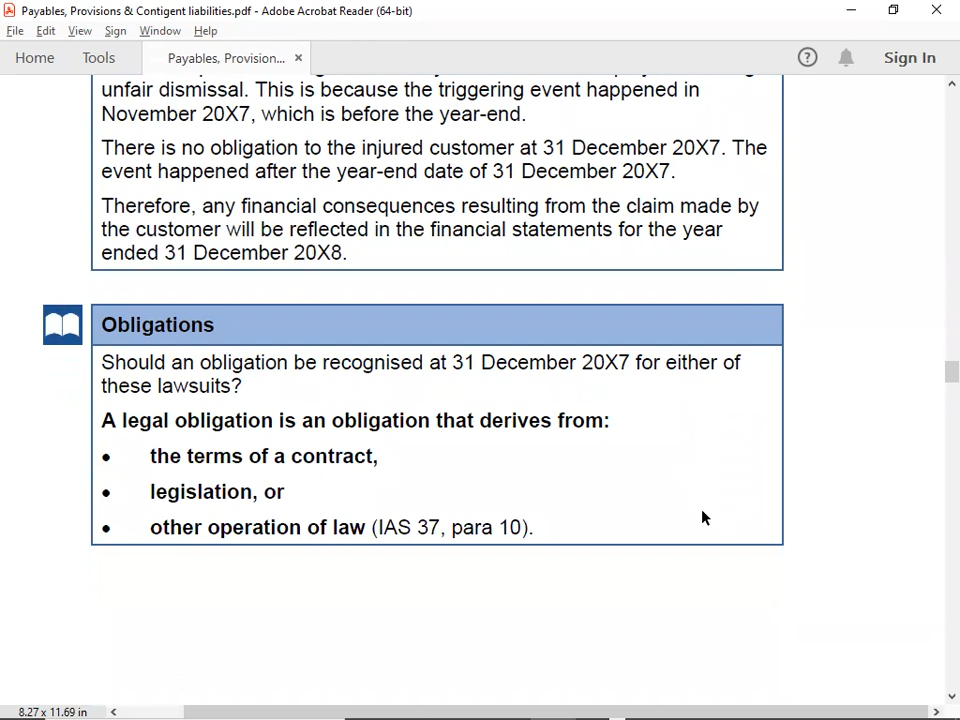 Payables, Provisions & Contigent liabilities.pdf - Adobe Acrobat Reader (64-bit)
File Edit View Sign Window Help
Home Tools Payables, Provision... × Sign In
unfair dismissal. This is because the triggering event happened in
November 20X7, which is before the year-end.
There is no obligation to the injured customer at 31 December 20X7. The
event happened after the year-end date of 31 December 20X7.
Therefore, any financial consequences resulting from the claim made by
the customer will be reflected in the financial statements for the year
ended 31 December 20X8.
Obligations
Should an obligation be recognised at 31 December 20X7 for either of
these lawsuits?
A legal obligation is an obligation that derives from:
• the terms of a contract,
• legislation, or
• other operation of law (IAS 37, para 10).
8.27 x 11.69 in